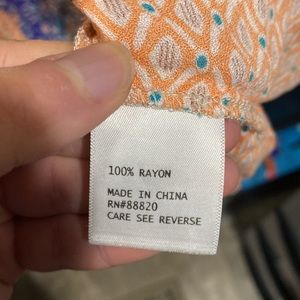 100% RAYON
MADE IN CHINA
RN#88820
CARE SEE REVERSE